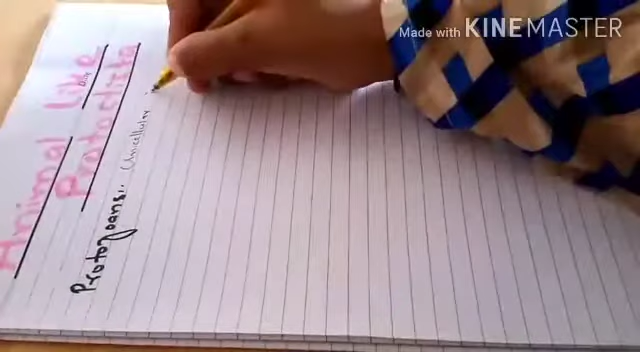 Made with KINEMASTER
Animal like
Protoctista
Protozoans:. Unicellular